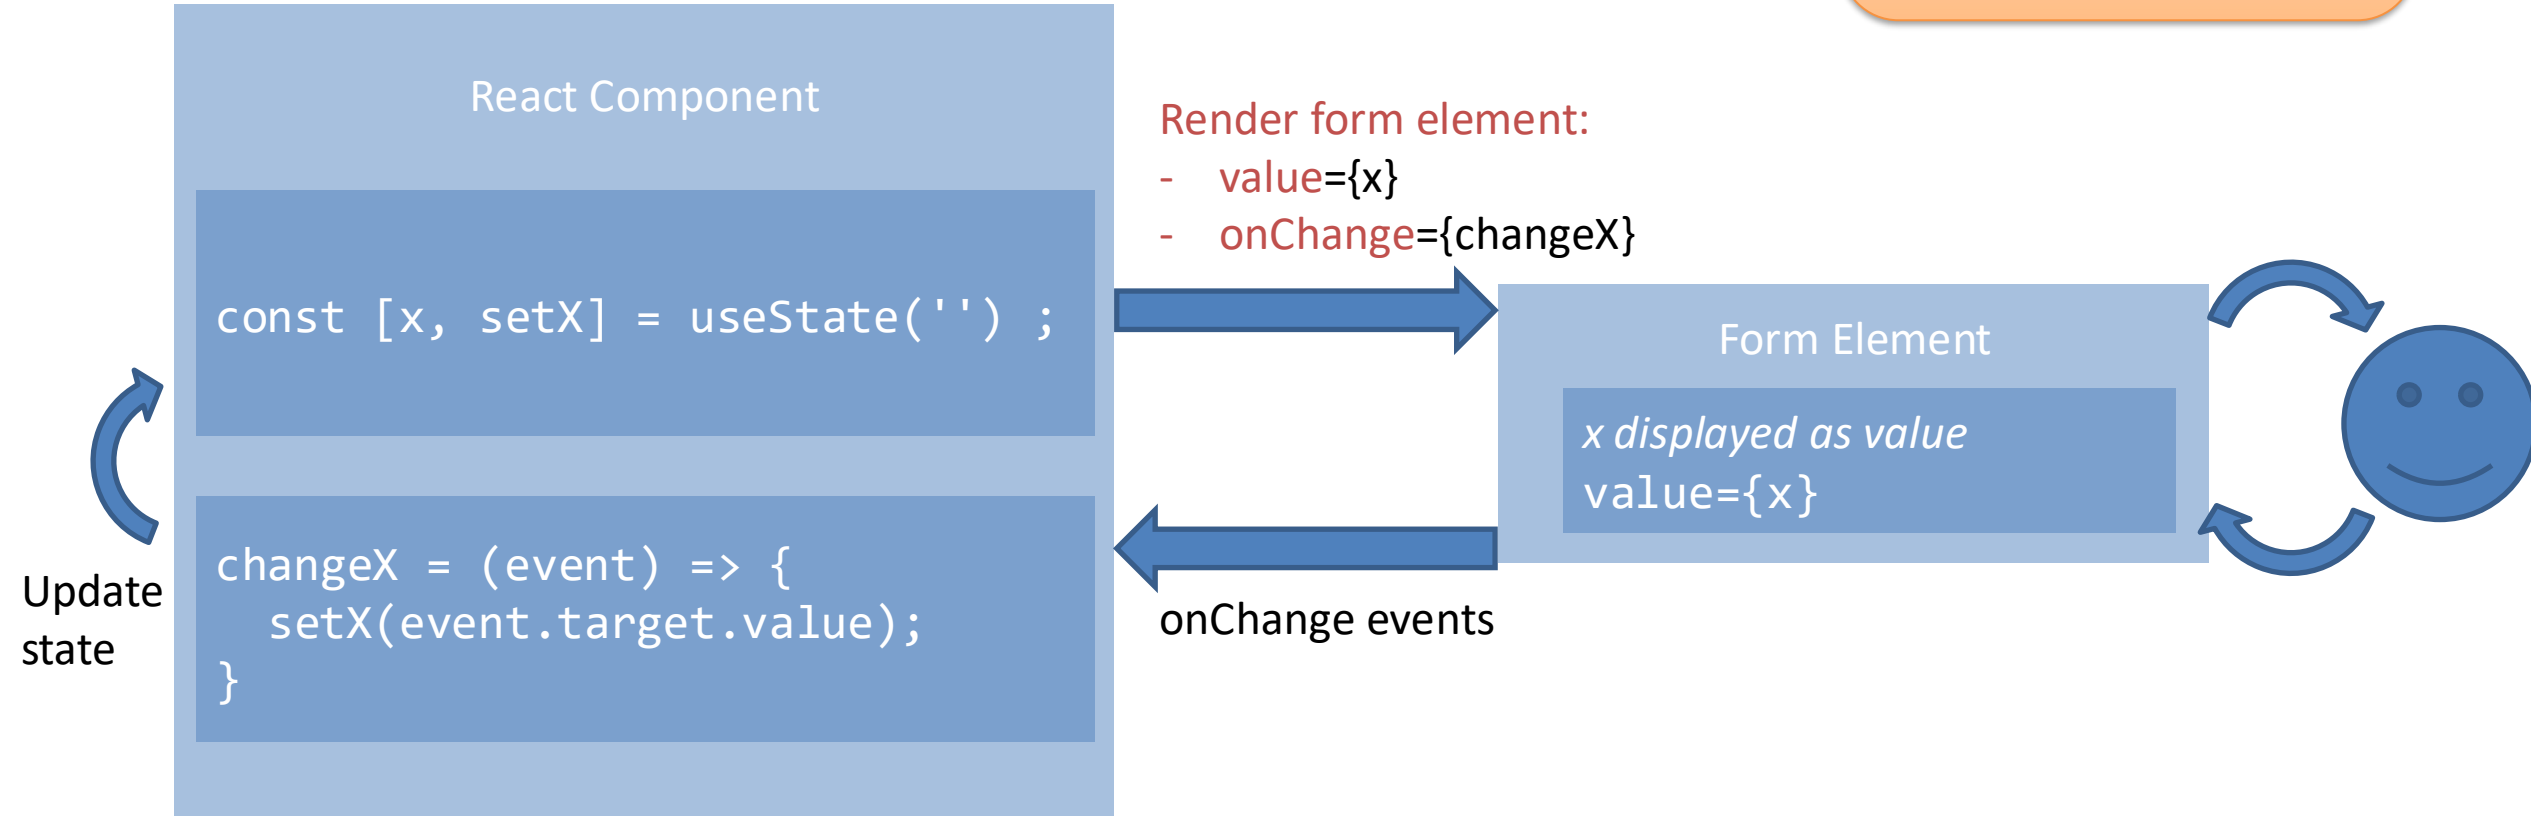 React Component
const [x, setX] = useState('') ;
changeX = (event) => {
setX(event.target.value);
}
Update
state
Render form element:
- value={x}
- onChange={changeX}
onChange events
Form Element
x displayed as value
value={x}